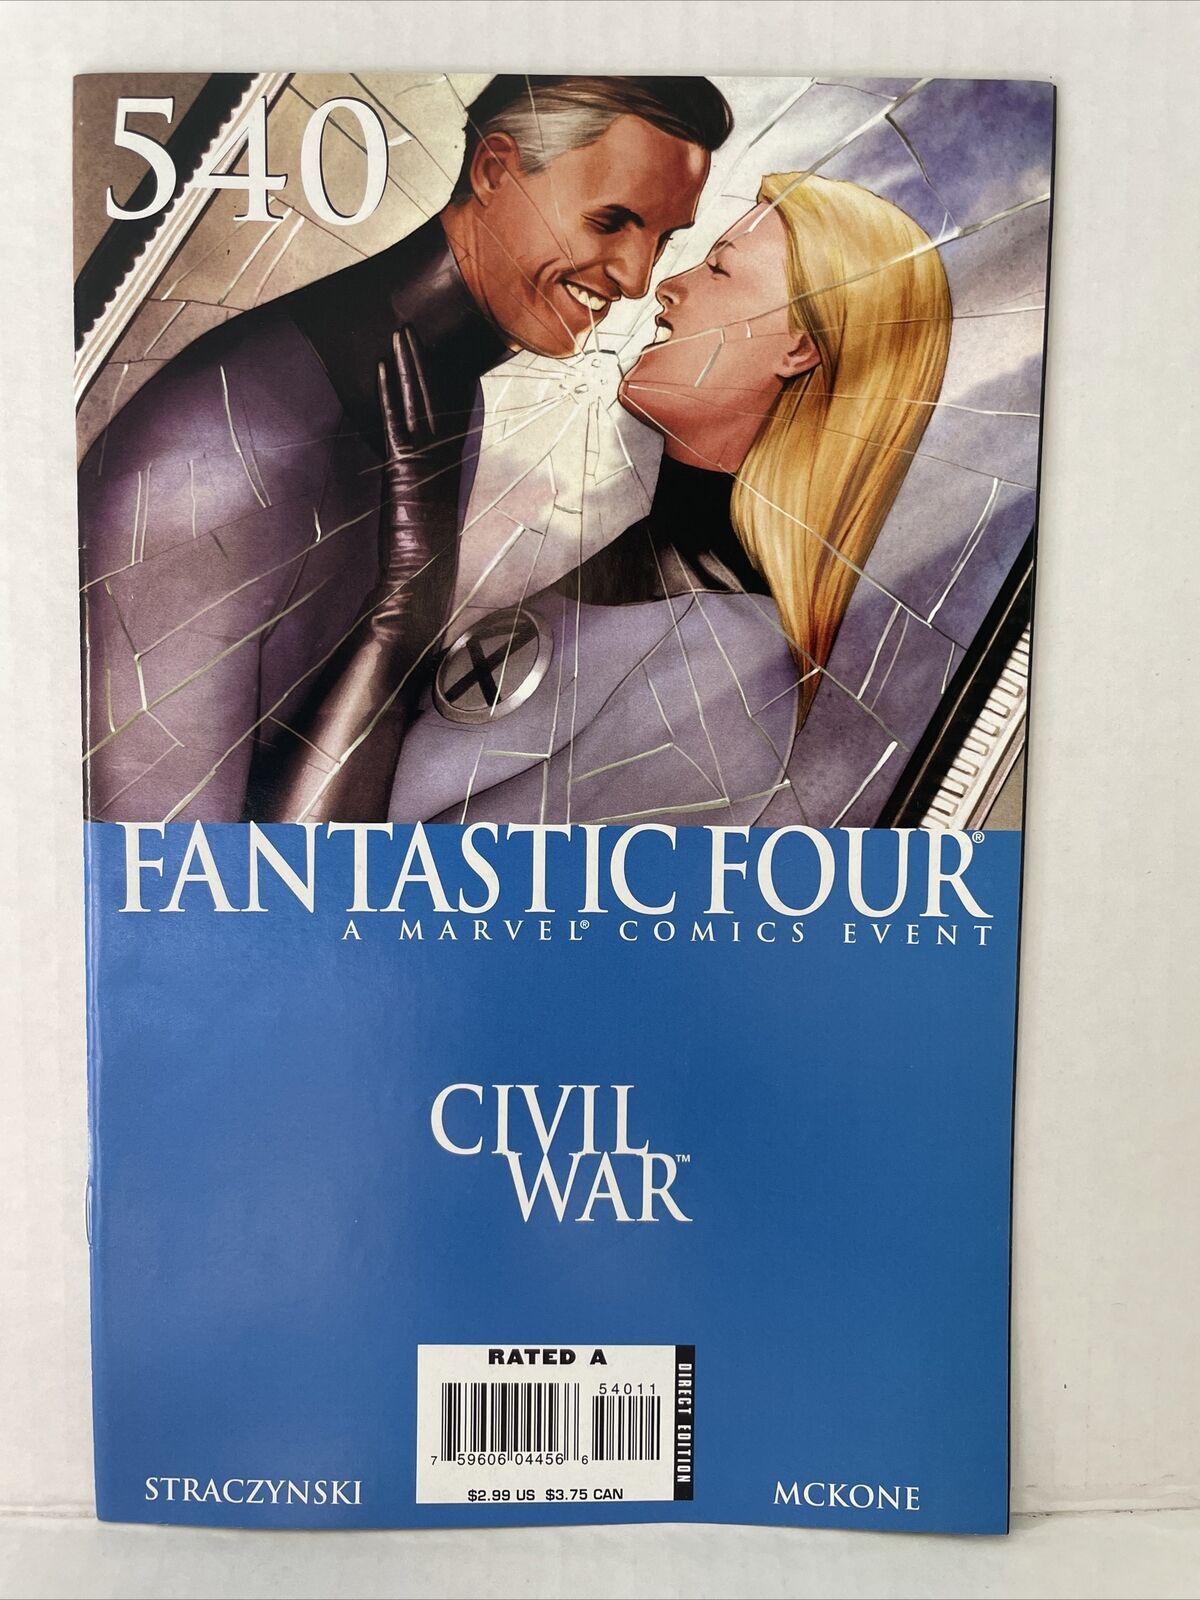 540
FANTASTIC FOUR®
A MARVEL® COMICS EVENT
CIVIL
WAR™
RATED A
54011
7 59606 04456 6
DIRECT EDITION
$2.99 US $3.75 CAN
STRACZYNSKI
MCKONE